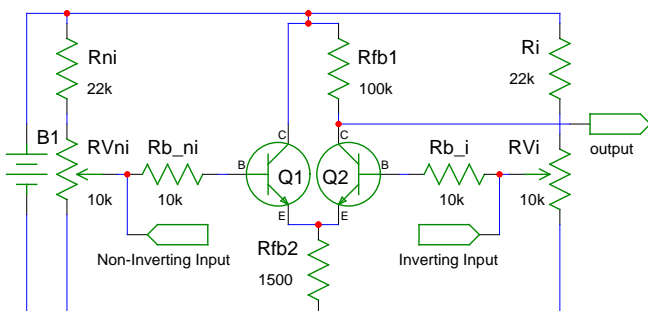 Rni
22k
Rfb1
100k
Ri
22k
B1
RVni
10k
Rb_ni
10k
C
B
E
Q1
C
B
E
Q2
Rb_i
10k
RVi
10k
output
Non-Inverting Input
Rfb2
1500
Inverting Input